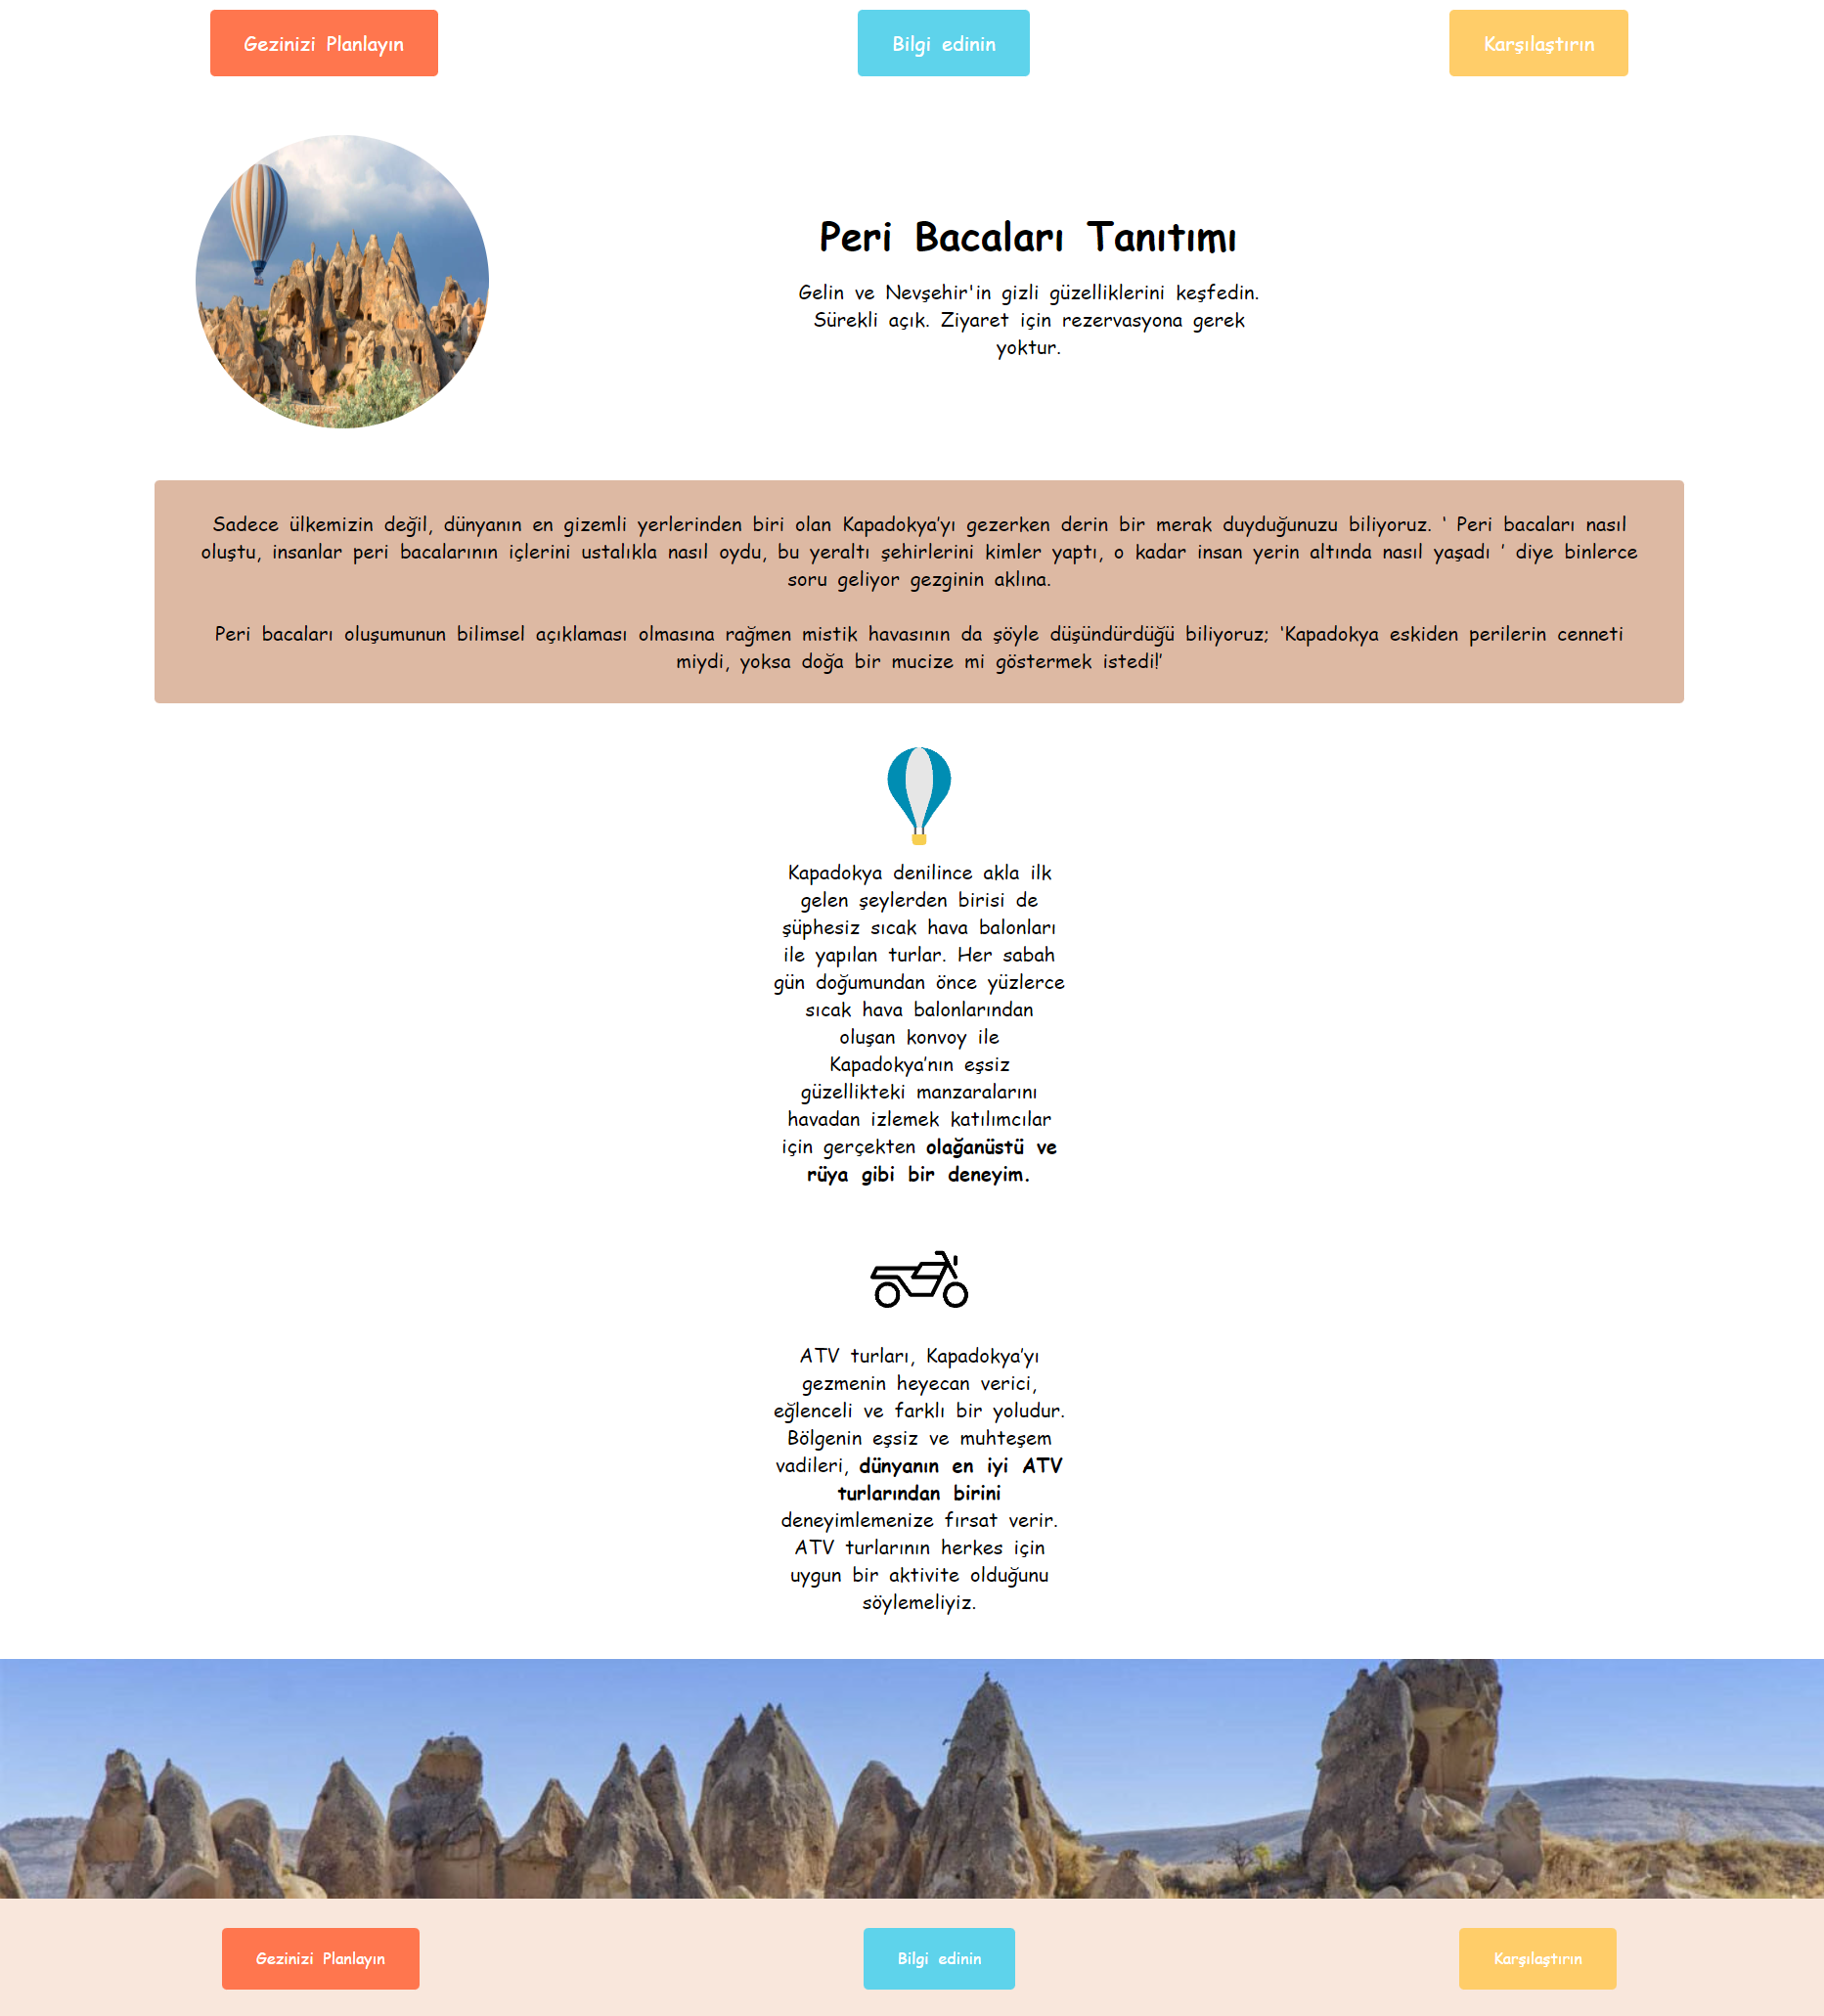 Gezinizi Planlayın
Bilgi edinin
Karşılaştırın
Peri Bacaları Tanıtımı
Gelin ve Nevşehir'in gizli güzelliklerini keşfedin.
Sürekli açık. Ziyaret için rezervasyona gerek
yoktur.
Sadece ülkemizin değil, dünyanın en gizemli yerlerinden biri olan Kapadokya’yı gezerken derin bir merak duyduğunuzu biliyoruz. ‘ Peri bacaları nasıl
oluştu, insanlar peri bacalarının içlerini ustalıkla nasıl oydu, bu yeraltı şehirlerini kimler yaptı, o kadar insan yerin altında nasıl yaşadı ’ diye binlerce
soru geliyor gezginin aklına.
Peri bacaları oluşumunun bilimsel açıklaması olmasına rağmen mistik havasının da şöyle düşündürdüğü biliyoruz; ‘Kapadokya eskiden perilerin cenneti
miydi, yoksa doğa bir mucize mi göstermek istedi!’
Kapadokya denilince akla ilk
gelen şeylerden birisi de
şüphesiz sıcak hava balonları
ile yapılan turlar. Her sabah
gün doğumundan önce yüzlerce
sıcak hava balonlarından
oluşan konvoy ile
Kapadokya’nın eşsiz
güzellikteki manzaralarını
havadan izlemek katılımcılar
için gerçekten olağanüstü ve
rüya gibi bir deneyim.
ATV turları, Kapadokya’yı
gezmenin heyecan verici,
eğlenceli ve farklı bir yoludur.
Bölgenin eşsiz ve muhteşem
vadileri, dünyanın en iyi ATV
turlarından birini
deneyimlemenize fırsat verir.
ATV turlarının herkes için
uygun bir aktivite olduğunu
söylemeliyiz.
Gezinizi Planlayın
Bilgi edinin
Karşılaştırın